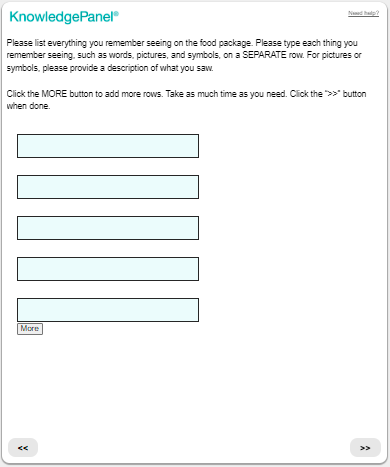 KnowledgePanel®
Need help?
Please list everything you remember seeing on the food package. Please type each thing you
remember seeing, such as words, pictures, and symbols, on a SEPARATE row. For pictures or
symbols, please provide a description of what you saw.
Click the MORE button to add more rows. Take as much time as you need. Click the ">>" button
when done.
More
<<
>>